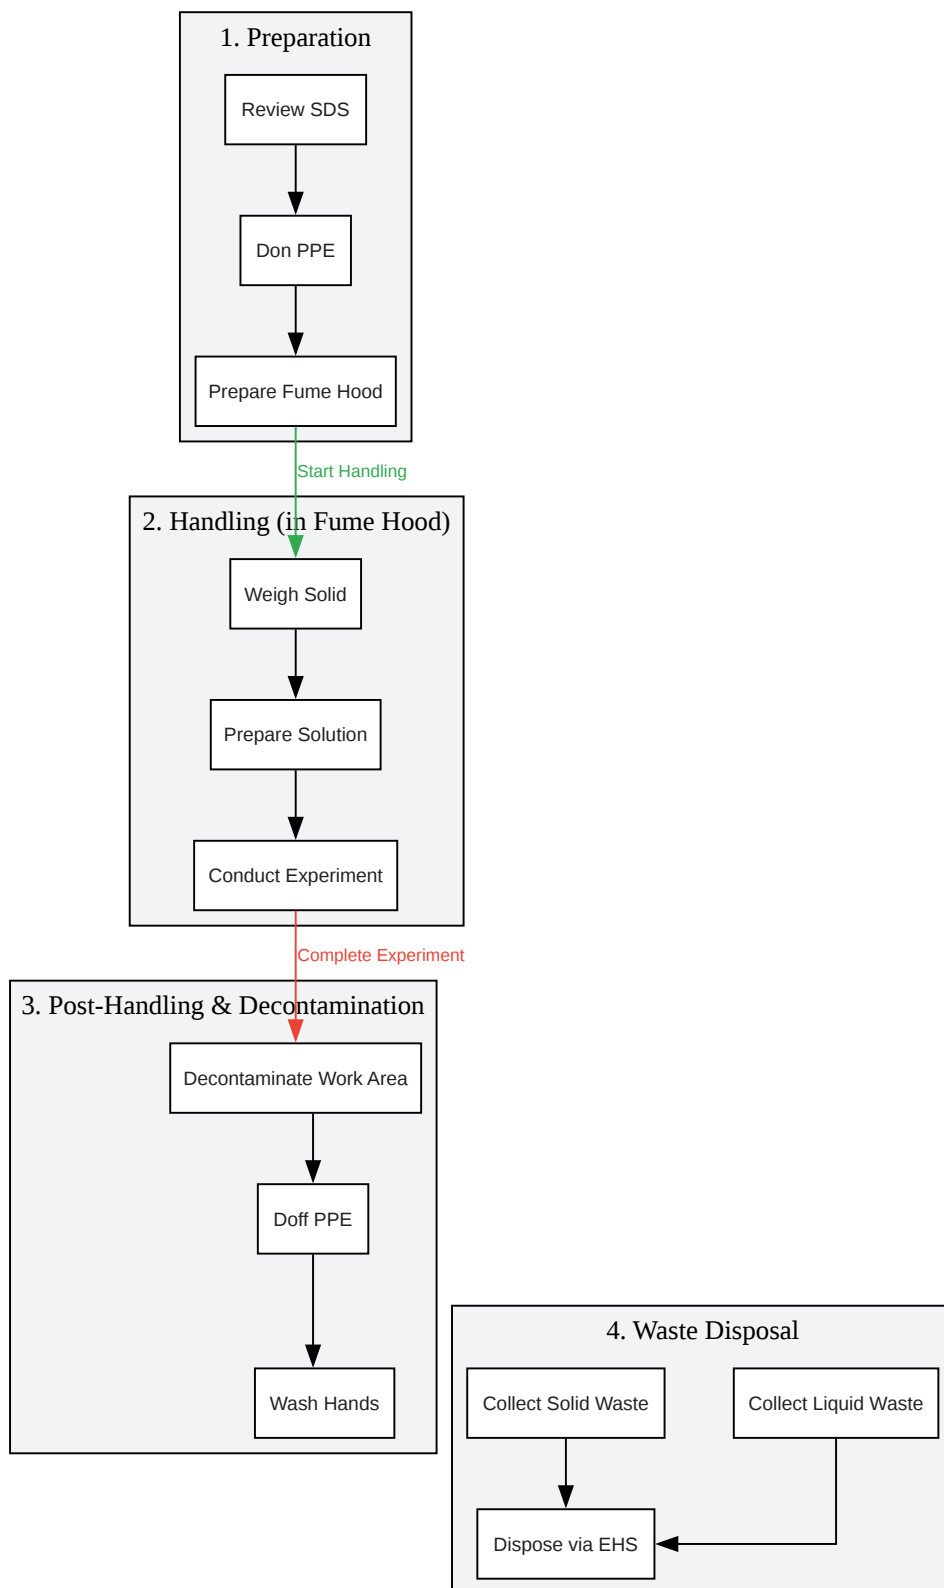 1. Preparation
Review SDS
Don PPE
Prepare Fume Hood
Start Handling
2. Handling (in Fume Hood)
Weigh Solid
Prepare Solution
Conduct Experiment
Complete Experiment
3. Post-Handling & Decontamination
Decontaminate Work Area
Doff PPE
Wash Hands
4. Waste Disposal
Collect Solid Waste
Collect Liquid Waste
Dispose via EHS